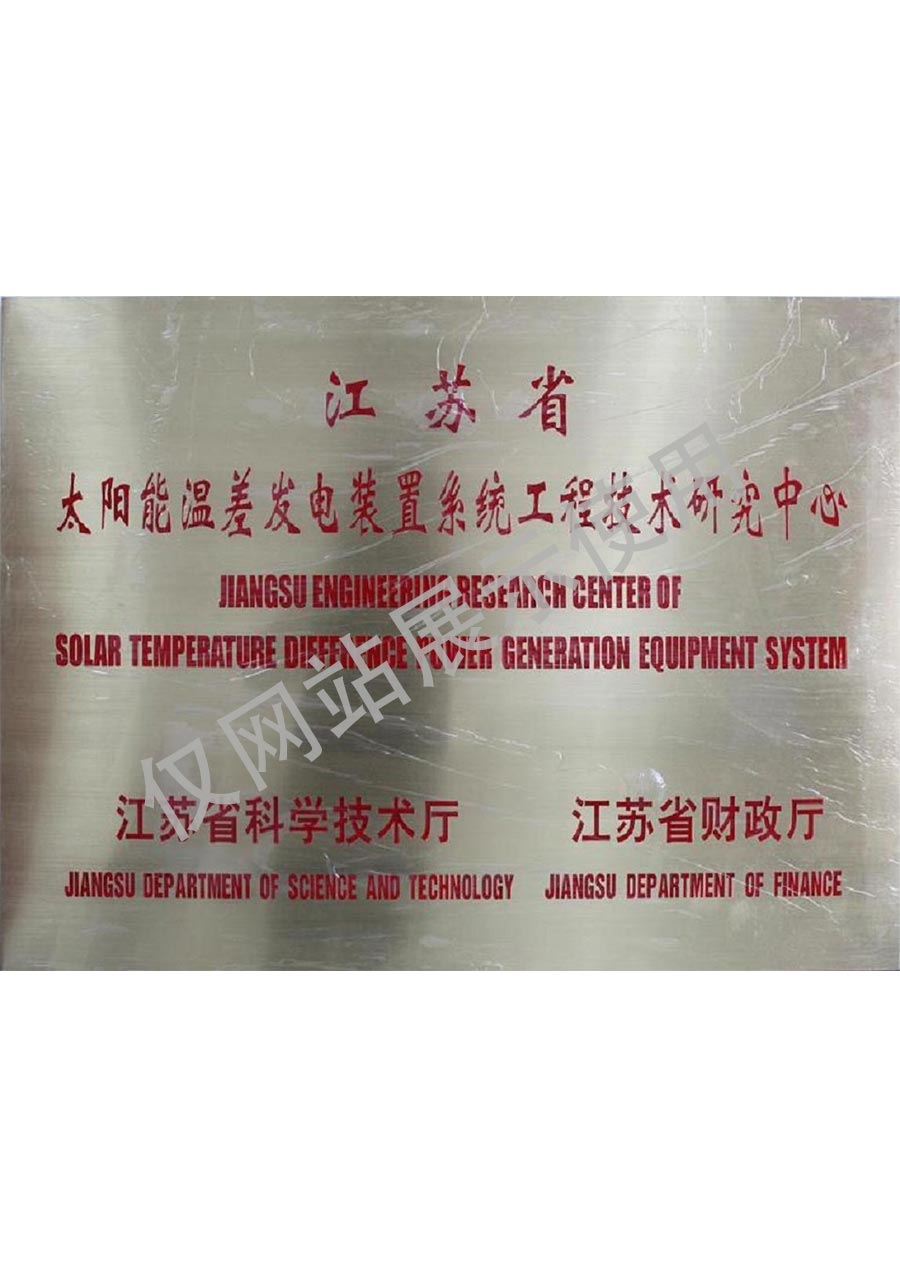 江苏省
太阳能温差发电装置系统工程技术研究中心
JIANGSU ENGINEERING RESEARCH CENTER OF
SOLAR TEMPERATURE DIFFERENCE POWER GENERATION EQUIPMENT SYSTEM
江苏省科学技术厅 江苏省财政厅
JIANGSU DEPARTMENT OF SCIENCE AND TECHNOLOGY JIANGSU DEPARTMENT OF FINANCE
仅网站展示使用